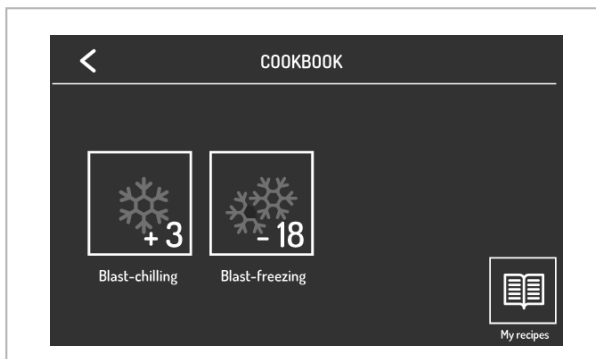 COOKBOOK
+3
- 18
Blast-chilling
Blast-freezing
My recipes